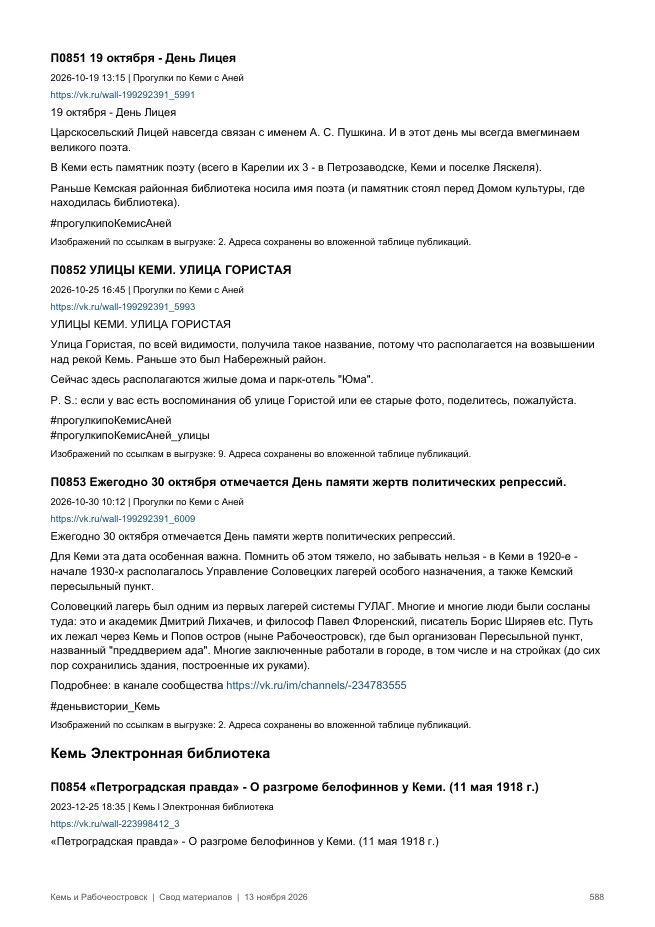 П0851 19 октября - День Лицея
2026-10-19 13:15 | Прогулки по Кеми с Аней
https://vk.ru/wall-199292391_5991
19 октября - День Лицея
Царскосельский Лицей навсегда связан с именем А. С. Пушкина. И в этот день мы всегда вмегминаем
великого поэта.
В Кеми есть памятник поэту (всего в Карелии их 3 - в Петрозаводске, Кеми и поселке Ляскеля).
Раньше Кемская районная библиотека носила имя поэта (и памятник стоял перед Домом культуры, где
находилась библиотека).
#прогулкипоКемисАней
Изображений по ссылкам в выгрузке: 2. Адреса сохранены во вложенной таблице публикаций.
П0852 УЛИЦЫ КЕМИ. УЛИЦА ГОРИСТАЯ
2026-10-25 16:45 | Прогулки по Кеми с Аней
https://vk.ru/wall-199292391_5993
УЛИЦЫ КЕМИ. УЛИЦА ГОРИСТАЯ
Улица Гористая, по всей видимости, получила такое название, потому что располагается на возвышении
над рекой Кемь. Раньше это был Набережный район.
Сейчас здесь располагаются жилые дома и парк-отель "Юма".
P. S.: если у вас есть воспоминания об улице Гористой или ее старые фото, поделитесь, пожалуйста.
#прогулкипоКемисАней
#прогулкипоКемисАней_улицы
Изображений по ссылкам в выгрузке: 9. Адреса сохранены во вложенной таблице публикаций.
П0853 Ежегодно 30 октября отмечается День памяти жертв политических репрессий.
2026-10-30 10:12 | Прогулки по Кеми с Аней
https://vk.ru/wall-199292391_6009
Ежегодно 30 октября отмечается День памяти жертв политических репрессий.
Для Кеми эта дата особенная важна. Помнить об этом тяжело, но забывать нельзя - в Кеми в 1920-е -
начале 1930-х располагалось Управление Соловецких лагерей особого назначения, а также Кемский
пересыльный пункт.
Соловецкий лагерь был одним из первых лагерей системы ГУЛАГ. Многие и многие люди были сосланы
туда: это и академик Дмитрий Лихачев, и философ Павел Флоренский, писатель Борис Ширяев etc. Путь
их лежал через Кемь и Попов остров (ныне Рабочеостровск), где был организован Пересыльный пункт,
названный "преддверием ада". Многие заключенные работали в городе, в том числе и на стройках (до сих
пор сохранились здания, построенные их руками).
Подробнее: в канале сообщества https://vk.ru/im/channels/-234783555
#деньвистории_Кемь
Изображений по ссылкам в выгрузке: 2. Адреса сохранены во вложенной таблице публикаций.
Кемь Электронная библиотека
П0854 «Петроградская правда» - О разгроме белофиннов у Кеми. (11 мая 1918 г.)
2023-12-25 18:35 | Кемь I Электронная библиотека
https://vk.ru/wall-223998412_3
«Петроградская правда» - О разгроме белофиннов у Кеми. (11 мая 1918 г.)
Кемь и Рабочеостровск | Свод материалов | 13 ноября 2026
588